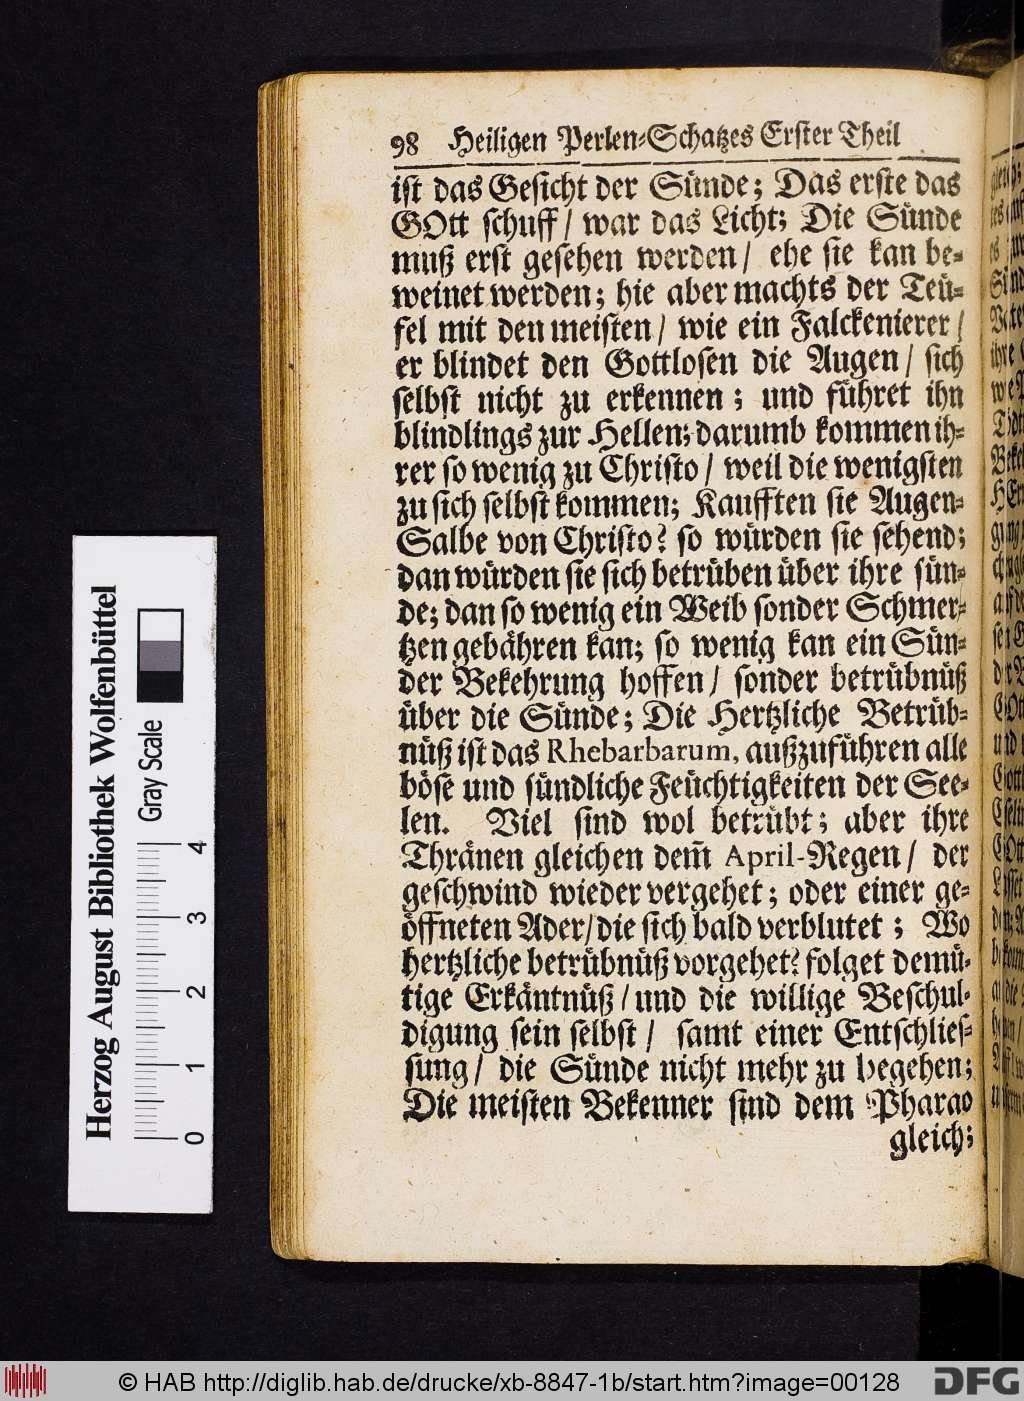 98 Heiligen Perlen-Schatzes Erster Theil
ist das Gesicht der Sünde; Das erste das
GOtt schuff / war das Licht; Die Sünde
muß erst gesehen werden / ehe sie kan be-
weinet werden; hie aber machts der Teü-
fel mit den meisten / wie ein Falckenierer /
er blindet den Gottlosen die Augen / sich
selbst nicht zu erkennen; und führet ihn
blindlings zur Hellen; darumb kommen ih-
rer so wenig zu Christo / weil die wenigsten
zu sich selbst kommen; Kaufften sie Augen-
Salbe von Christo? so würden sie sehend;
dan würden sie sich betrüben über ihre sün-
de; dan so wenig ein Weib sonder Schmer-
tzen gebähren kan; so wenig kan ein Sün-
der Bekehrung hoffen / sonder betrübnüß
über die Sünde; Die Hertzliche Betrüb-
nüß ist das Rhebarbarum, außzuführen alle
böse und sündliche Feüchtigkeiten der See-
len. Viel sind wol betrübt; aber ihre
Thränen gleichen dem̃ April-Regen / der
geschwind wieder vergehet; oder einer ge-
öffneten Ader / die sich bald verblutet; Wo
hertzliche betrübnüß vorgehet? folget demü-
tige Erkäntnüß / und die willige Beschul-
digung sein selbst / samt einer Entschlies-
sung / die Sünde nicht mehr zu begehen;
Die meisten Bekenner sind dem Pharao
gleich;
Herzog August Bibliothek Wolfenbüttel
Gray Scale
0 1 2 3 4
© HAB http://diglib.hab.de/drucke/xb-8847-1b/start.htm?image=00128
DFG